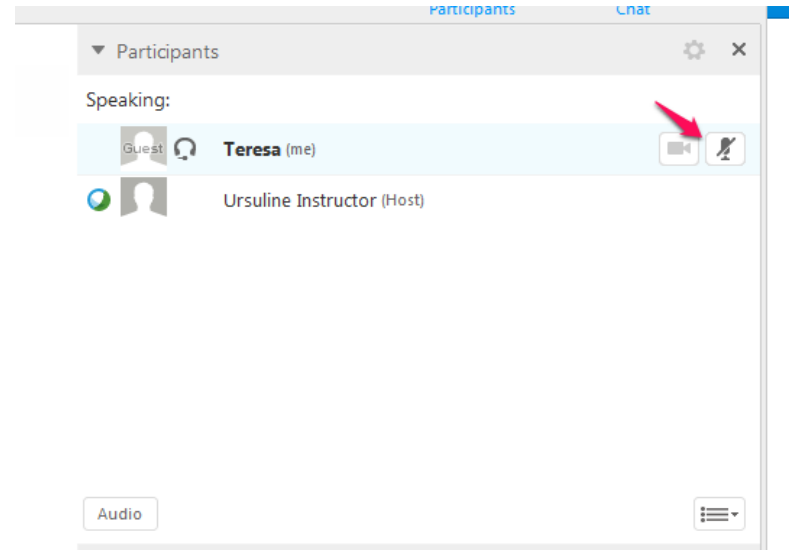 Participants Chat
Participants
Speaking:
Guest Teresa (me)
Ursuline Instructor (Host)
Audio